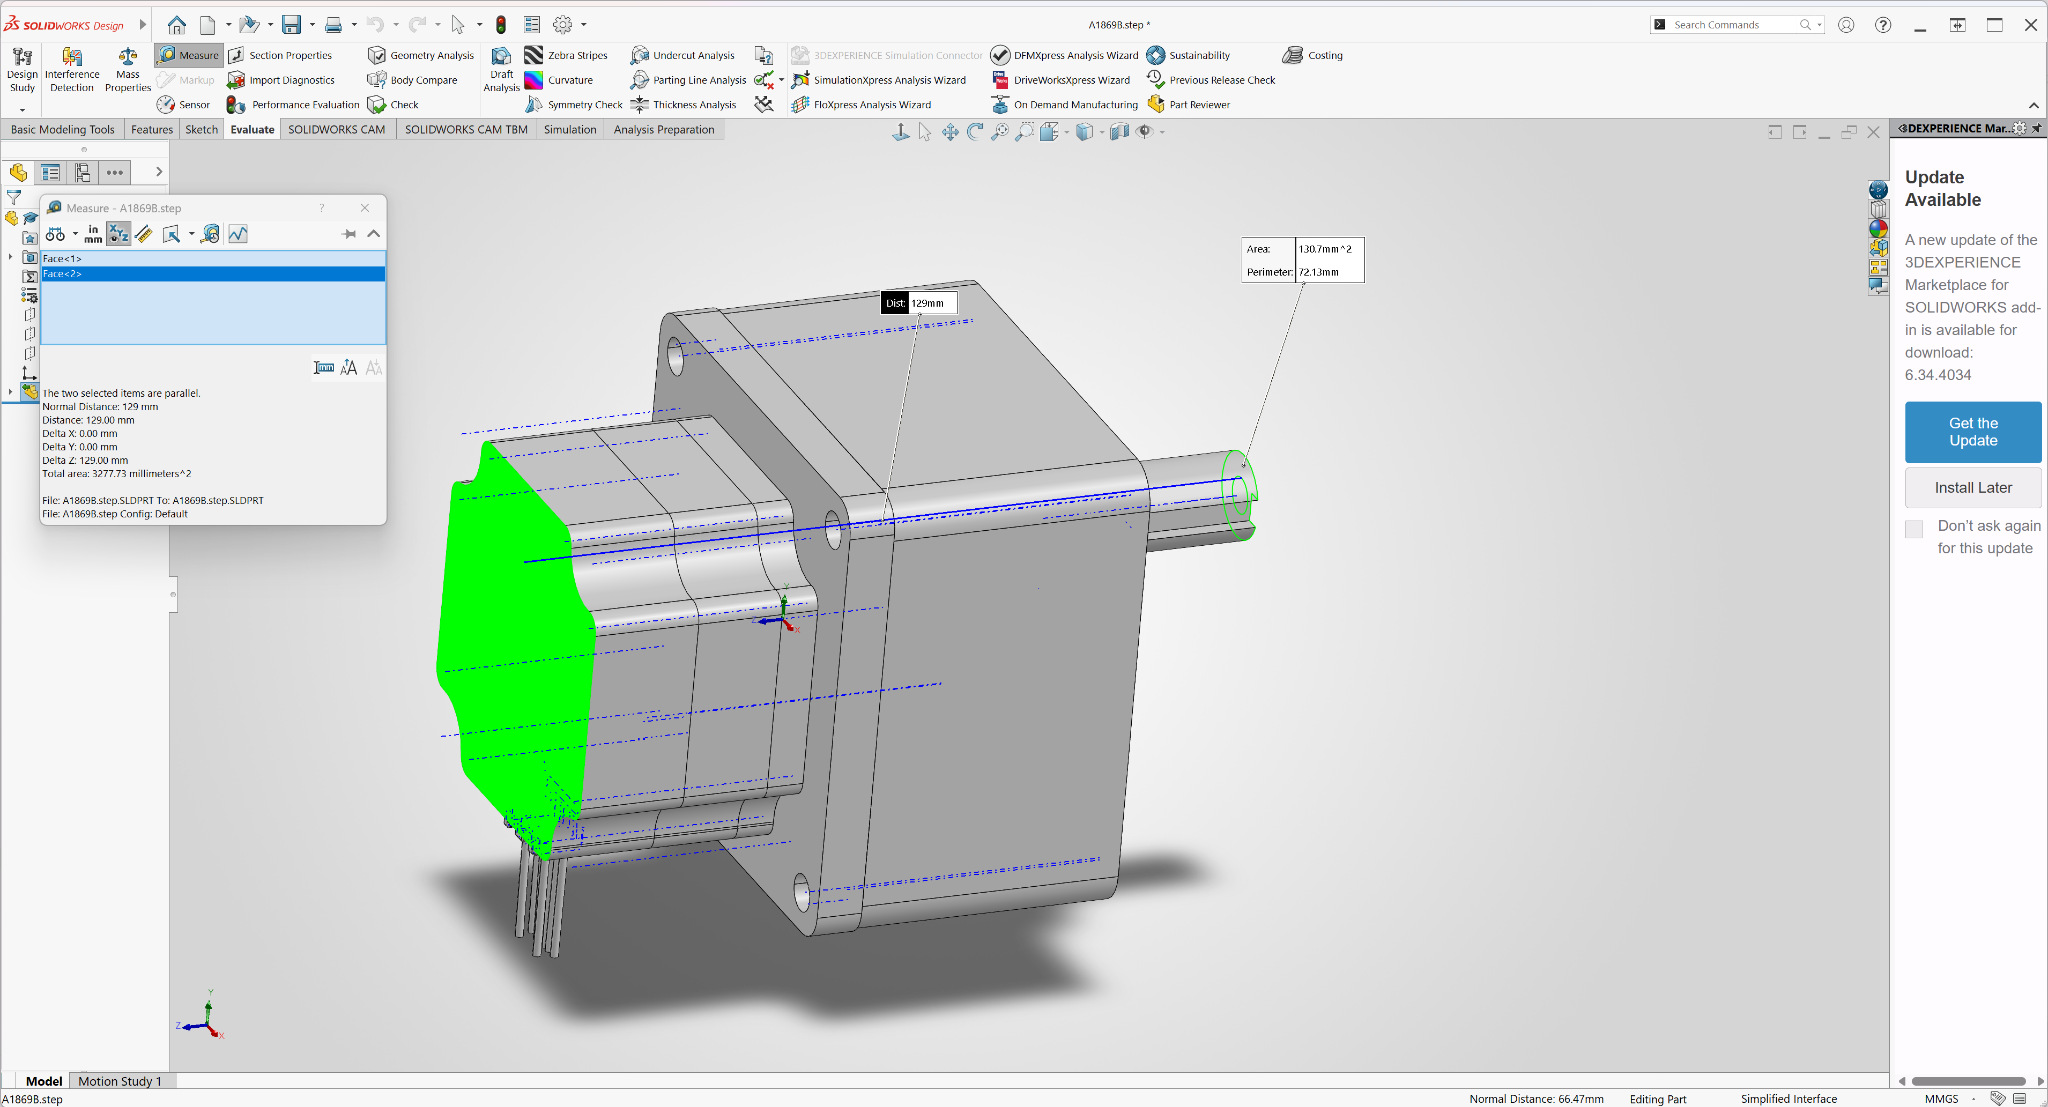 SOLIDWORKS Design
A1869B.step *
Search Commands
Design Study
Interference Detection
Mass Properties
Measure
Markup
Sensor
Section Properties
Import Diagnostics
Performance Evaluation
Geometry Analysis
Body Compare
Check
Draft Analysis
Zebra Stripes
Curvature
Symmetry Check
Undercut Analysis
Parting Line Analysis
Thickness Analysis
3DEXPERIENCE Simulation Connector
SimulationXpress Analysis Wizard
FloXpress Analysis Wizard
DFMXpress Analysis Wizard
DriveWorksXpress Wizard
On Demand Manufacturing
Sustainability
Previous Release Check
Part Reviewer
Costing
Basic Modeling Tools Features Sketch Evaluate SOLIDWORKS CAM SOLIDWORKS CAM TBM Simulation Analysis Preparation
Measure - A1869B.step
? ×
in
mm
XYZ
Face<1>
Face<2>
The two selected items are parallel.
Normal Distance: 129 mm
Distance: 129.00 mm
Delta X: 0.00 mm
Delta Y: 0.00 mm
Delta Z: 129.00 mm
Total area: 3277.73 millimeters^2
File: A1869B.step.SLDPRT To: A1869B.step.SLDPRT
File: A1869B.step Config: Default
Dist: 129mm
Area: 130.7mm^2
Perimeter: 72.13mm
Y
Z
X
Y
Z
X
3DEXPERIENCE Mar...
Update
Available
A new update of the
3DEXPERIENCE
Marketplace for
SOLIDWORKS add-
in is available for
download:
6.34.4034
Get the
Update
Install Later
Don't ask again
for this update
Model Motion Study 1
A1869B.step
Normal Distance: 66.47mm Editing Part Simplified Interface MMGS -